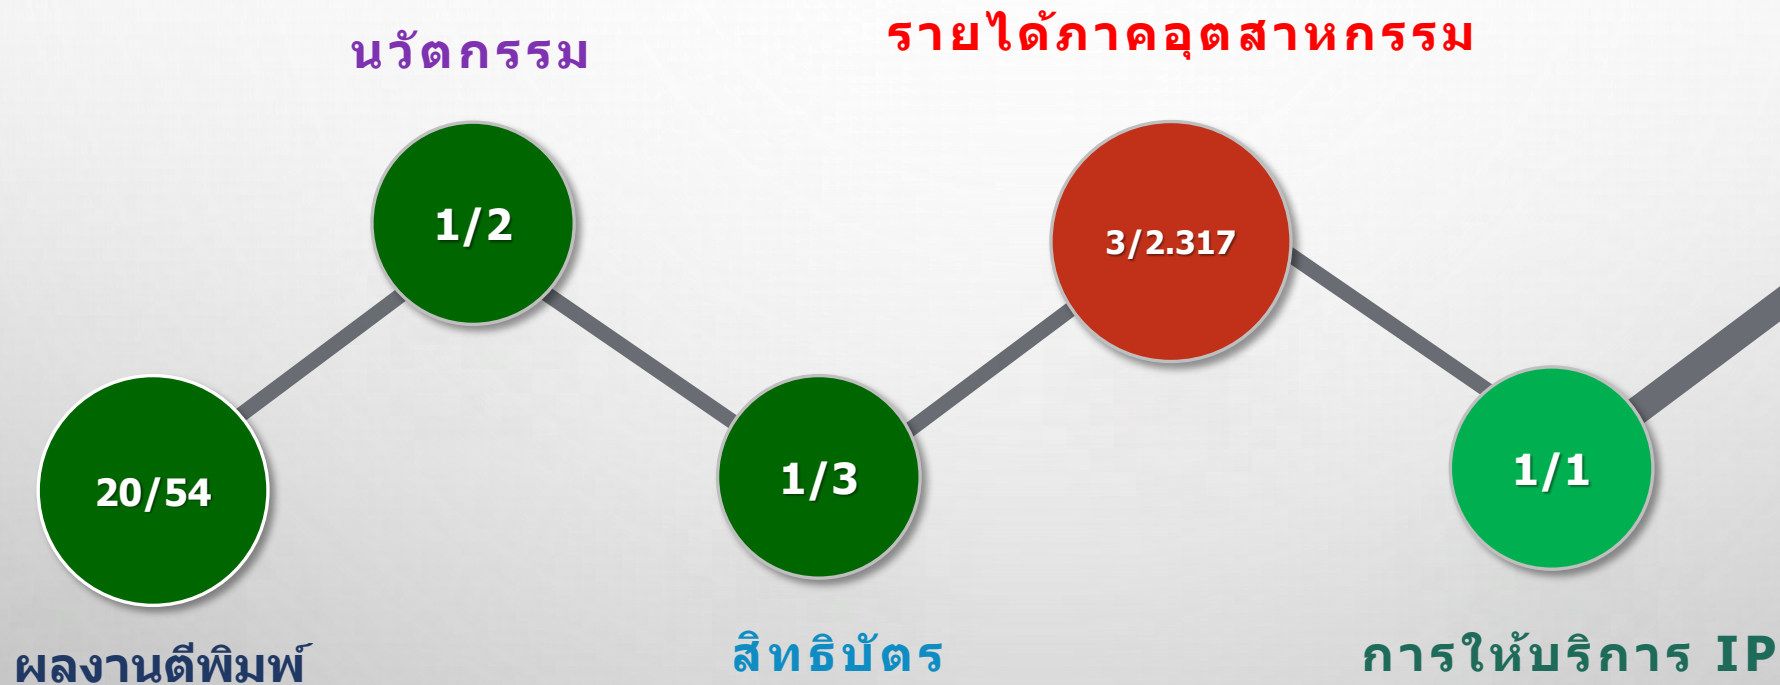 นวัตกรรม
รายได้ภาคอุตสาหกรรม
1/2
3/2.317
20/54
1/3
1/1
ผลงานตีพิมพ์
สิทธิบัตร
การให้บริการ IP